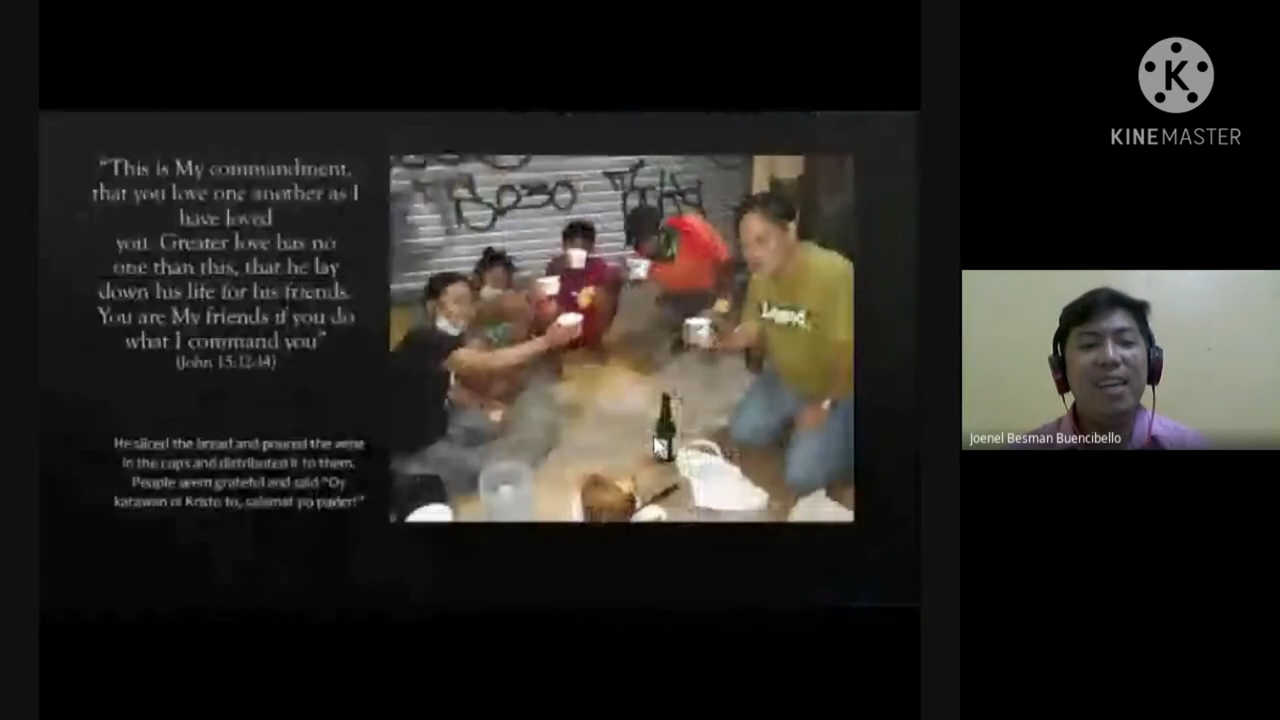 "This is My commandment,
that you love one another as I
have loved
you. Greater love has no
one than this, that he lay
down his life for his friends.
You are My friends if you do
what I command you"
(John 15:12-14)
He sliced the bread and poured the wine
in the cups and distributed it to them.
People seem grateful and said "Oy
katawan ni Kristo to, salamat po pader!"
BOZO
KINEMASTER
Joenel Besman Buencibello